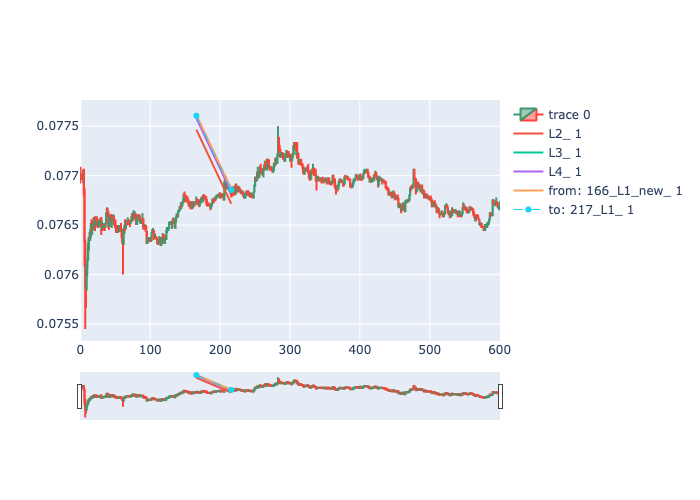 0.0775
0.077
0.0765
0.076
0.0755
0 100 200 300 400 500 600
trace 0
L2_ 1
L3_ 1
L4_ 1
from: 166_L1_new_ 1
to: 217_L1_ 1